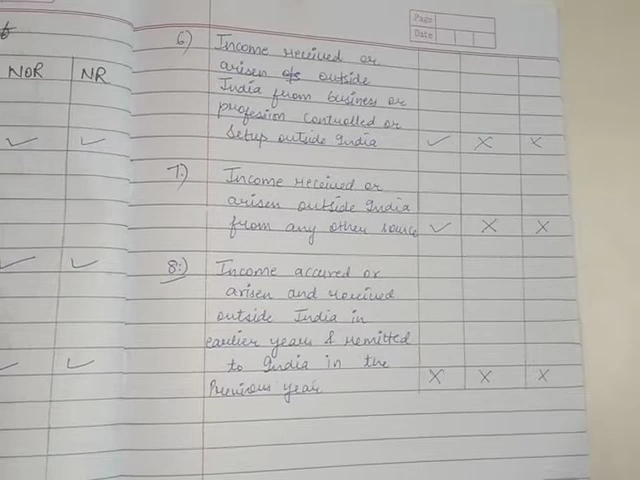 Page
Date
NOR NR
✓ ✓
✓ ✓
✓ ✓
6) Income received or
arisen outside
India from business or
profession controlled or
Setup outside India ✓ × ×
7:) Income received or
arisen outside India
from any other source ✓ × ×
8:) Income accured or
arisen and received
outside India in
earlier years & remitted
to India in the
Previous year × × ×